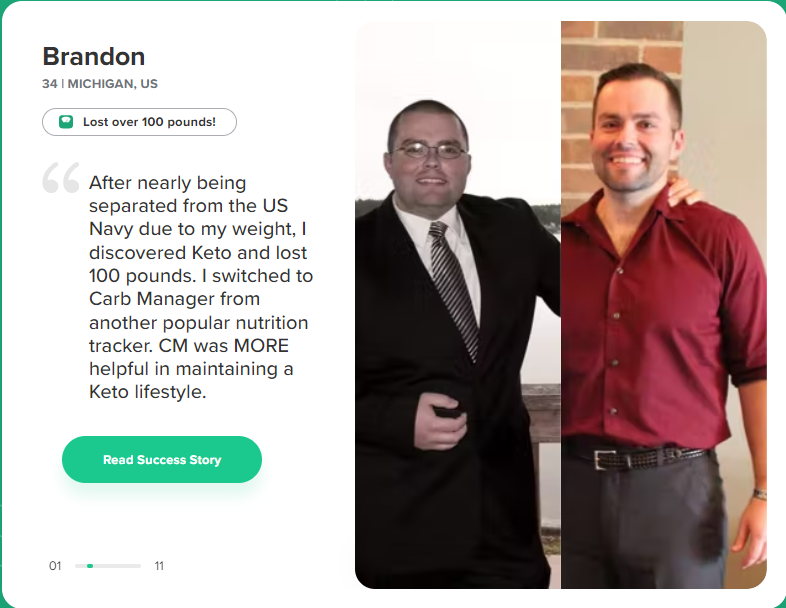 Brandon
34 | MICHIGAN, US
Lost over 100 pounds!
“
After nearly being
separated from the US
Navy due to my weight, I
discovered Keto and lost
100 pounds. I switched to
Carb Manager from
another popular nutrition
tracker. CM was MORE
helpful in maintaining a
Keto lifestyle.
Read Success Story
01 11